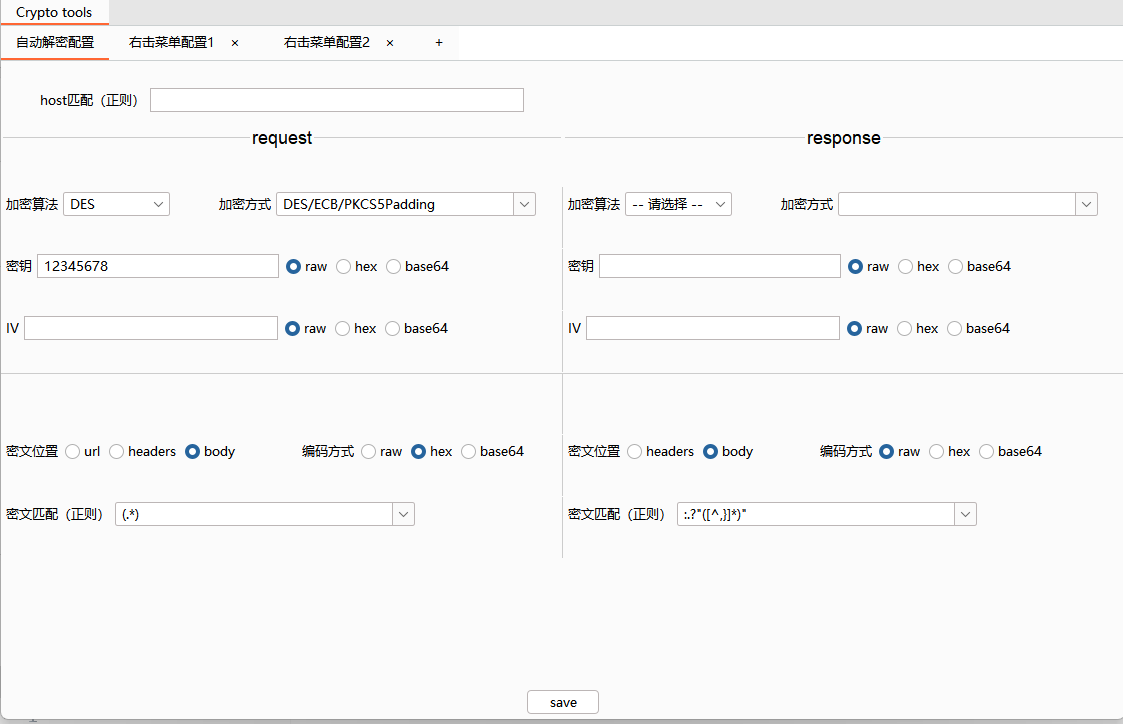 Crypto tools
自动解密配置 右击菜单配置1 × 右击菜单配置2 × +
host匹配（正则）
request response
加密算法 DES 加密方式 DES/ECB/PKCS5Padding 加密算法 -- 请选择 -- 加密方式
密钥 12345678 raw hex base64 密钥 raw hex base64
IV raw hex base64 IV raw hex base64
密文位置 url headers body 编码方式 raw hex base64 密文位置 headers body 编码方式 raw hex base64
密文匹配（正则） (.*) 密文匹配（正则） :.?"([^,}]*)"
save